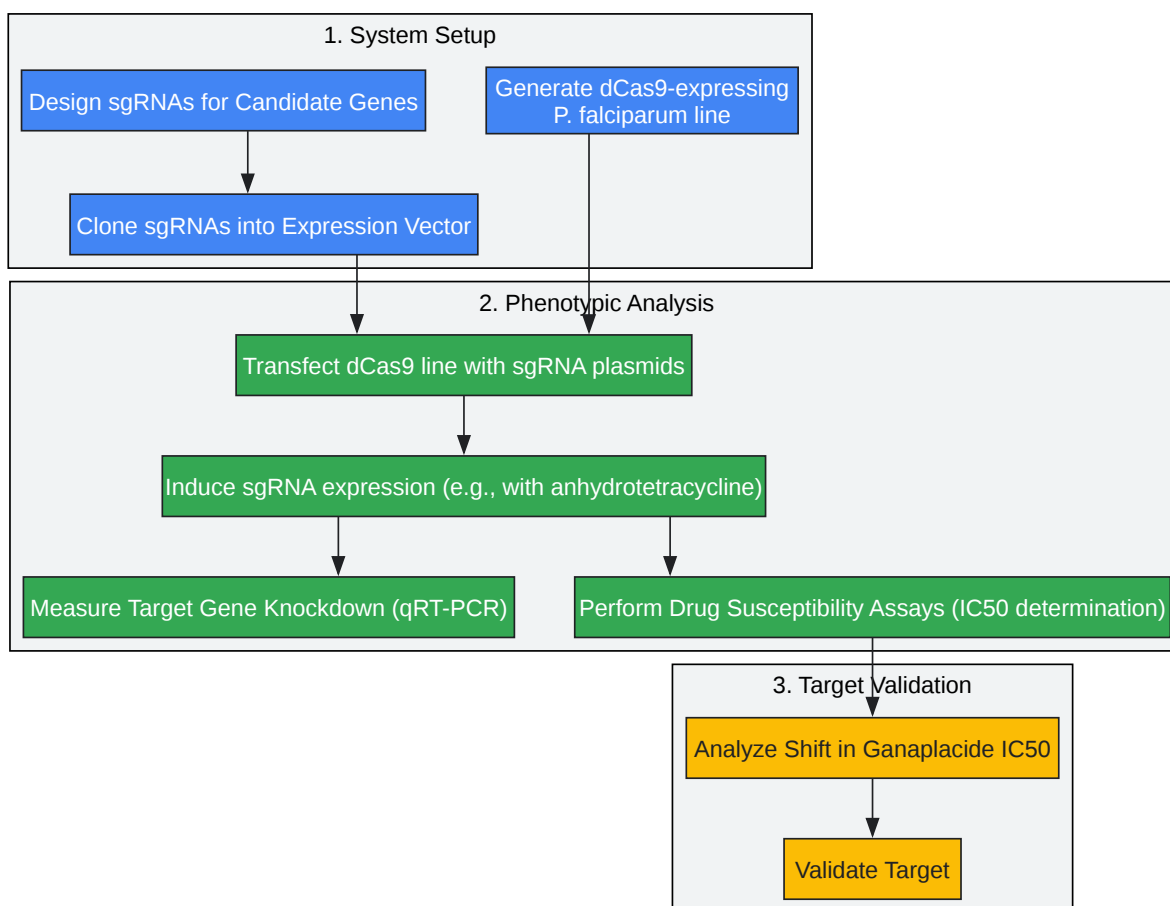 1. System Setup
Design sgRNAs for Candidate Genes
Generate dCas9-expressing
P. falciparum line
Clone sgRNAs into Expression Vector
2. Phenotypic Analysis
Transfect dCas9 line with sgRNA plasmids
Induce sgRNA expression (e.g., with anhydrotetracycline)
Measure Target Gene Knockdown (qRT-PCR)
Perform Drug Susceptibility Assays (IC50 determination)
3. Target Validation
Analyze Shift in Ganaplacide IC50
Validate Target